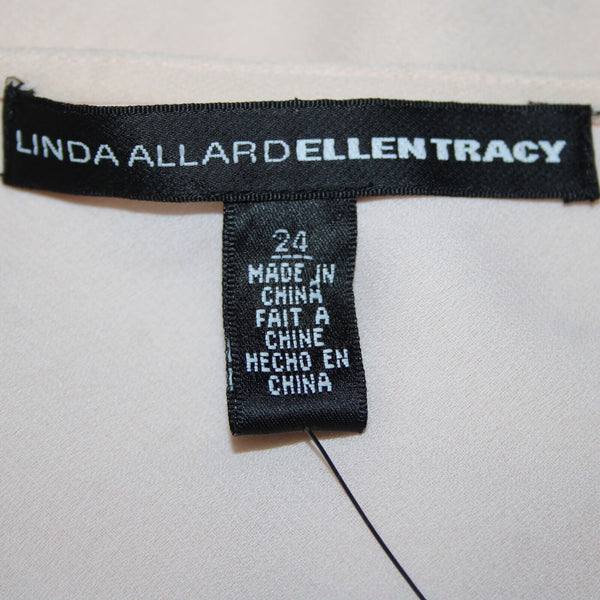 LINDA ALLARD ELLEN TRACY
24
MADE IN
CHINA
FAIT A
CHINE
HECHO EN
CHINA